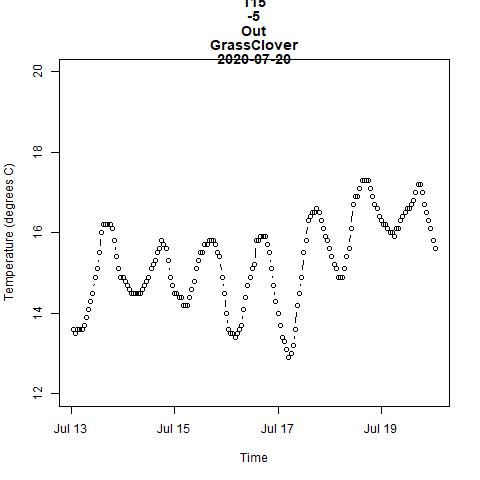 T15
-5
Out
GrassClover
2020-07-20
Temperature (degrees C)
20
18
16
14
12
Jul 13
Jul 15
Jul 17
Jul 19
Time